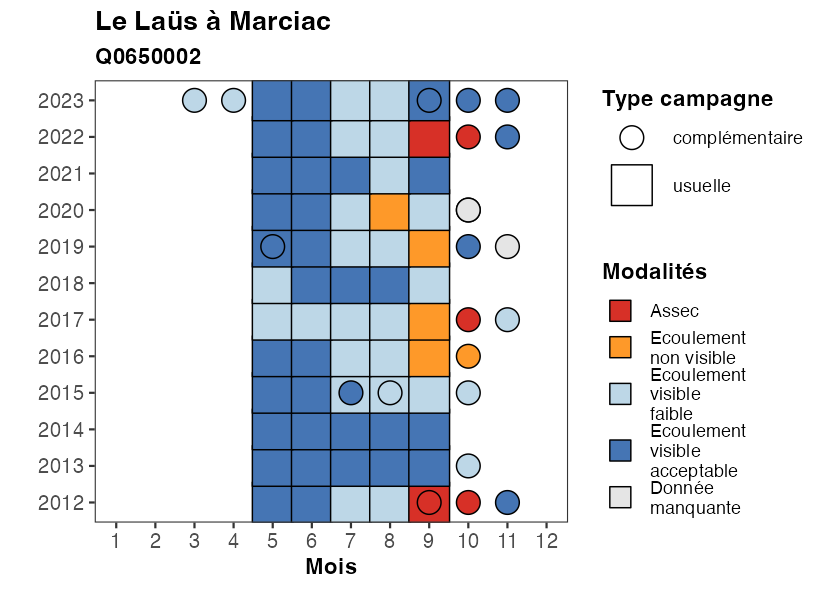 Le Laüs à Marciac
Q0650002
2023
2022
2021
2020
2019
2018
2017
2016
2015
2014
2013
2012
1 2 3 4 5 6 7 8 9 10 11 12
Mois
Type campagne
complémentaire
usuelle
Modalités
Assec
Ecoulement
non visible
Ecoulement
visible
faible
Ecoulement
visible
acceptable
Donnée
manquante